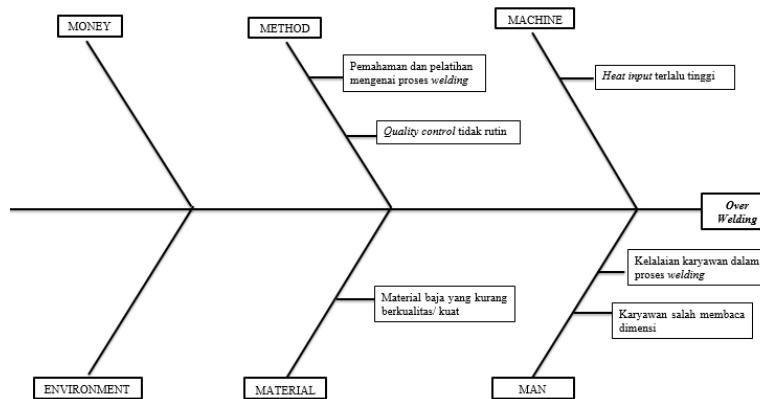 MONEY
METHOD
MACHINE
Pemahaman dan pelatihan
mengenai proses welding
Heat input terlalu tinggi
Quality control tidak rutin
Over
Welding
Kelalaian karyawan dalam
proses welding
Material baja yang kurang
berkualitas/ kuat
Karyawan salah membaca
dimensi
ENVIRONMENT
MATERIAL
MAN